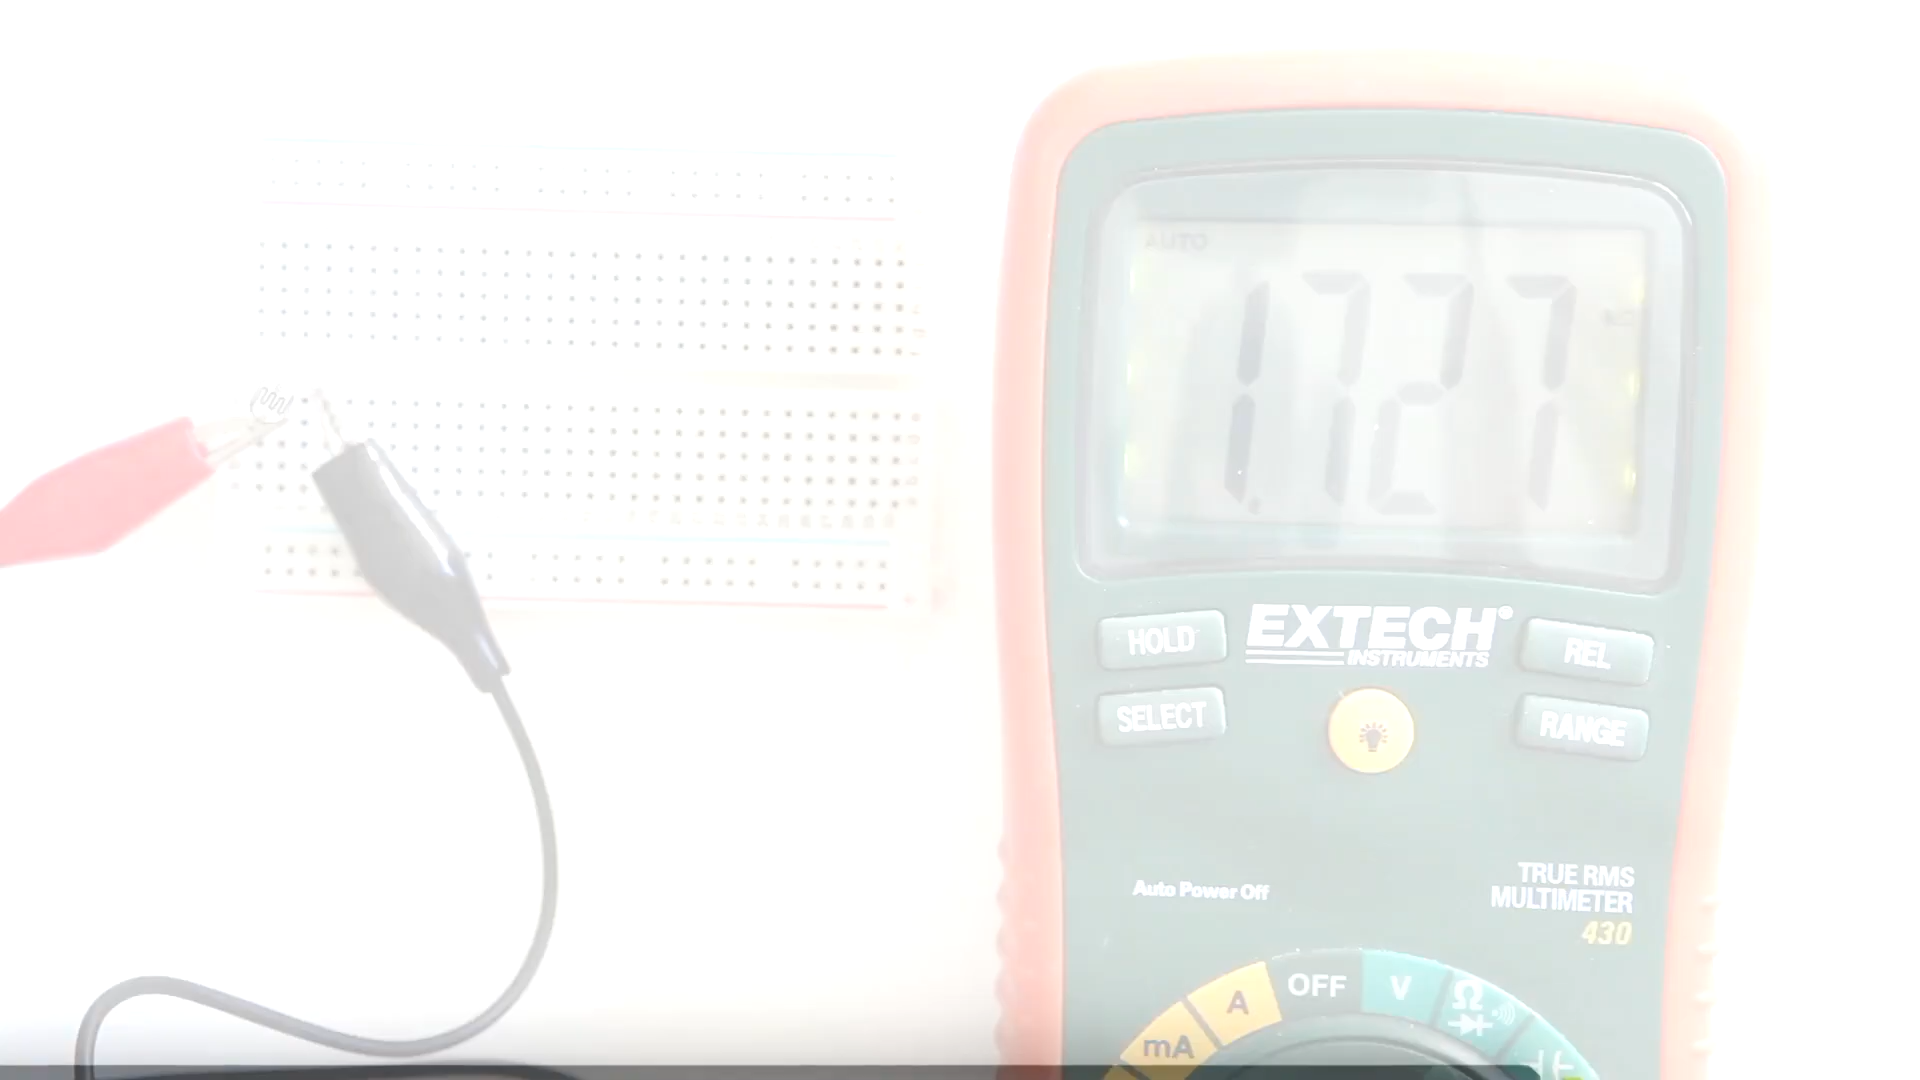 AUTO
1.727
HOLD
EXTECH
INSTRUMENTS
REL
SELECT
RANGE
Auto Power Off
TRUE RMS
MULTIMETER
430
mA
A
OFF
V
Ω